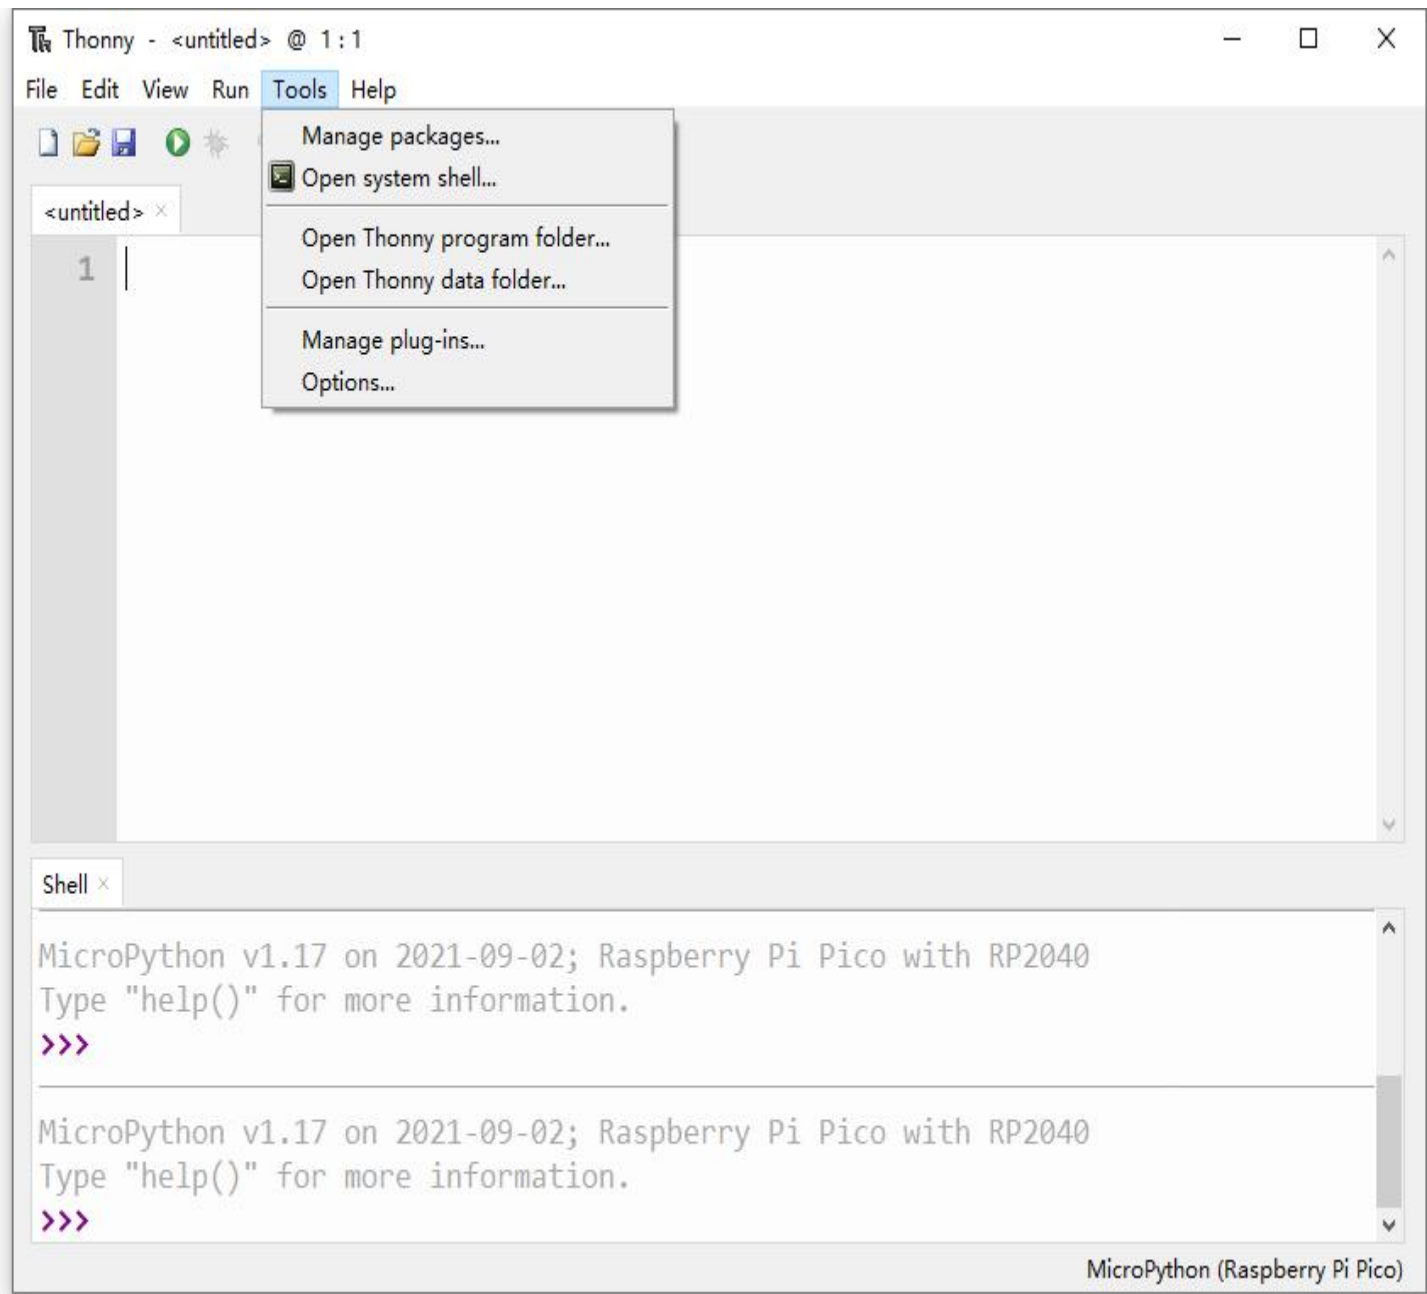 Thonny - <untitled> @ 1:1
File Edit View Run Tools Help
Manage packages...
Open system shell...
<untitled>
Open Thonny program folder...
1
Open Thonny data folder...
Manage plug-ins...
Options...
Shell
MicroPython v1.17 on 2021-09-02; Raspberry Pi Pico with RP2040
Type "help()" for more information.
>>>
MicroPython v1.17 on 2021-09-02; Raspberry Pi Pico with RP2040
Type "help()" for more information.
>>>
MicroPython (Raspberry Pi Pico)